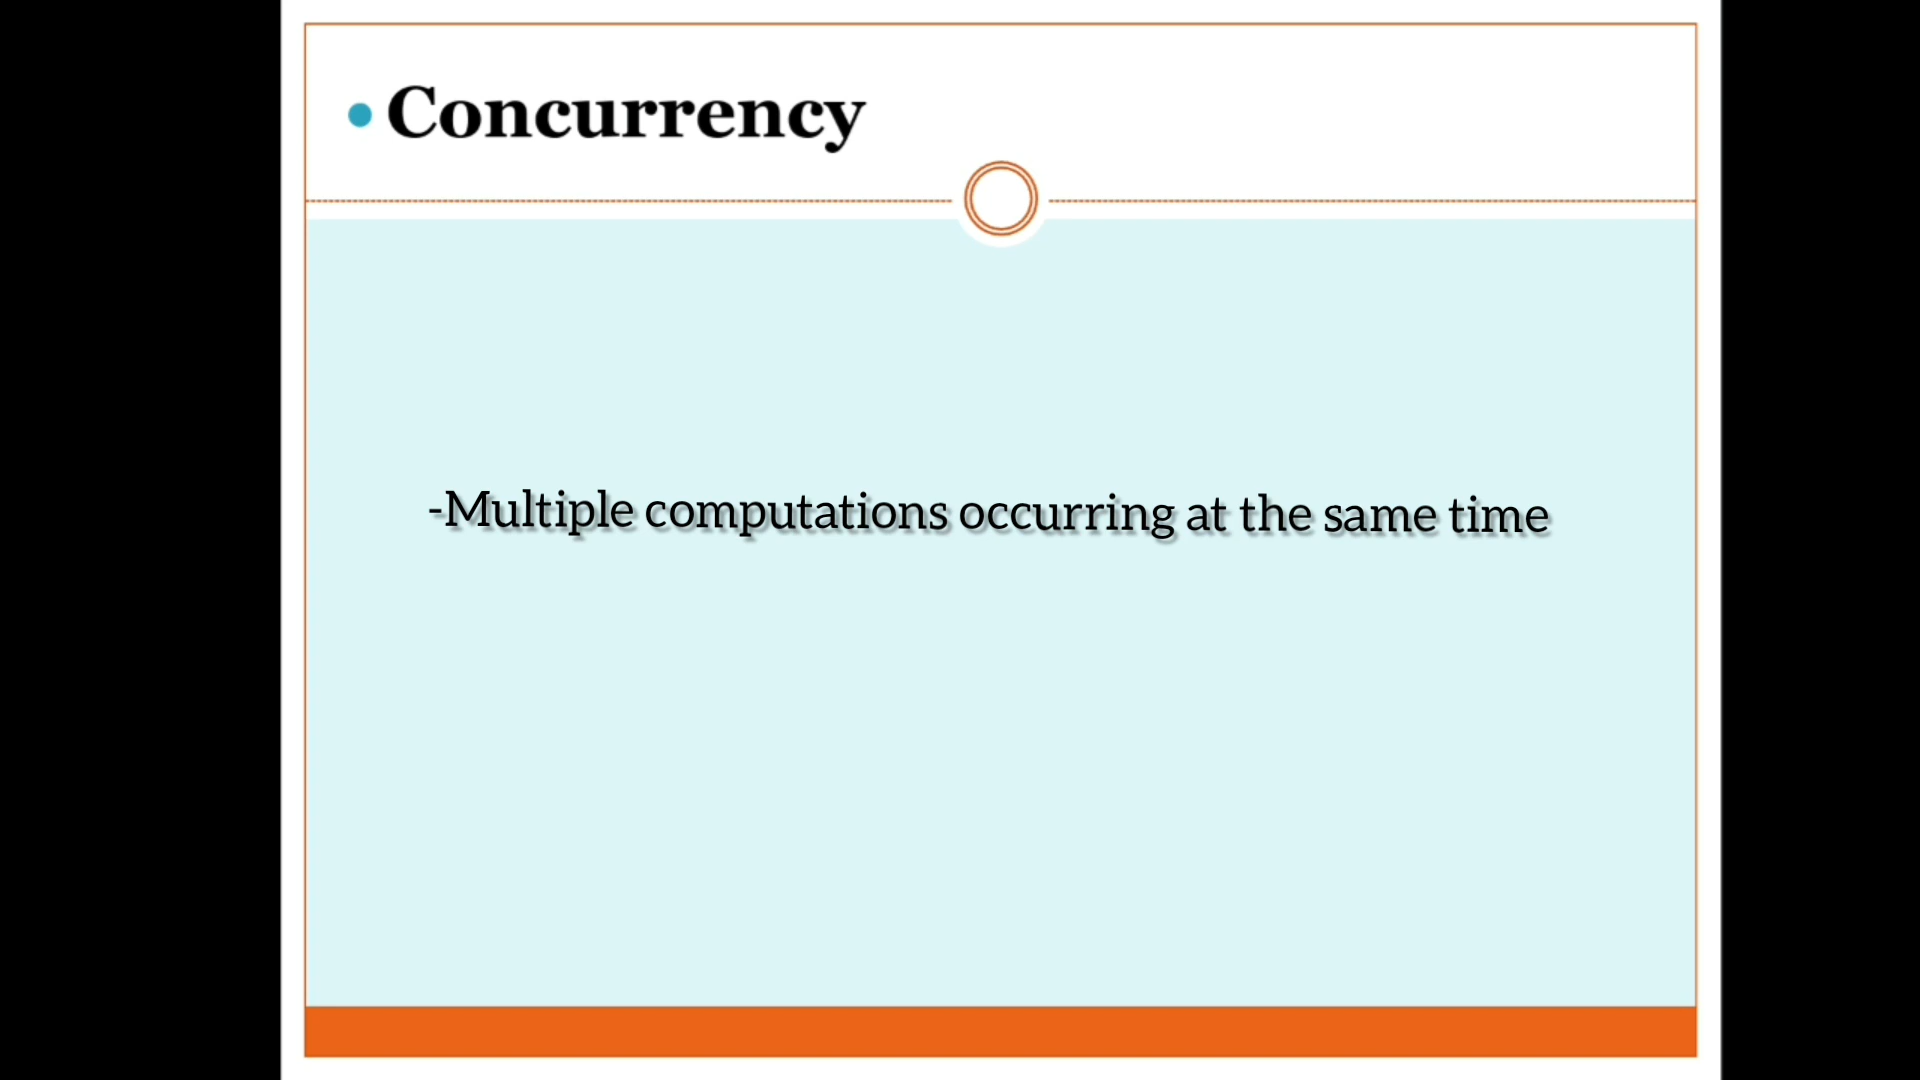 • Concurrency
-Multiple computations occurring at the same time